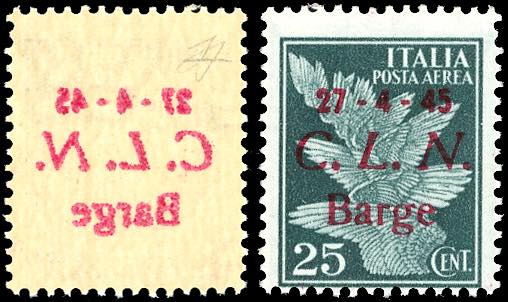 27 - 4 - 45
C. L. N.
Barge
ITALIA
POSTA AEREA
27 - 4 - 45
C. L. N.
Barge
25 CENT.